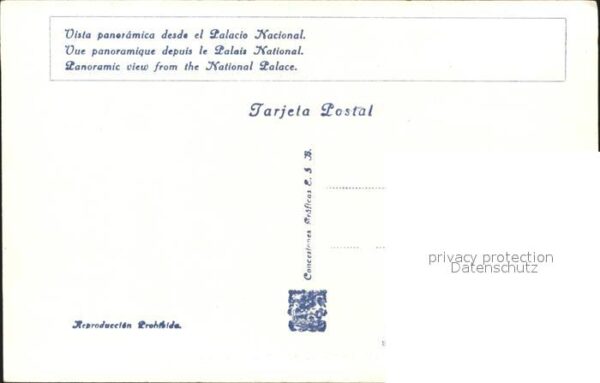 Vista panorámica desde el Palacio Nacional.
Vue panoramique depuis le Palais National.
Panoramic view from the National Palace.
Tarjeta Postal
Concesiones Gráficas E. I. B.
privacy protection
Datenschutz
Reproducción Prohibida.